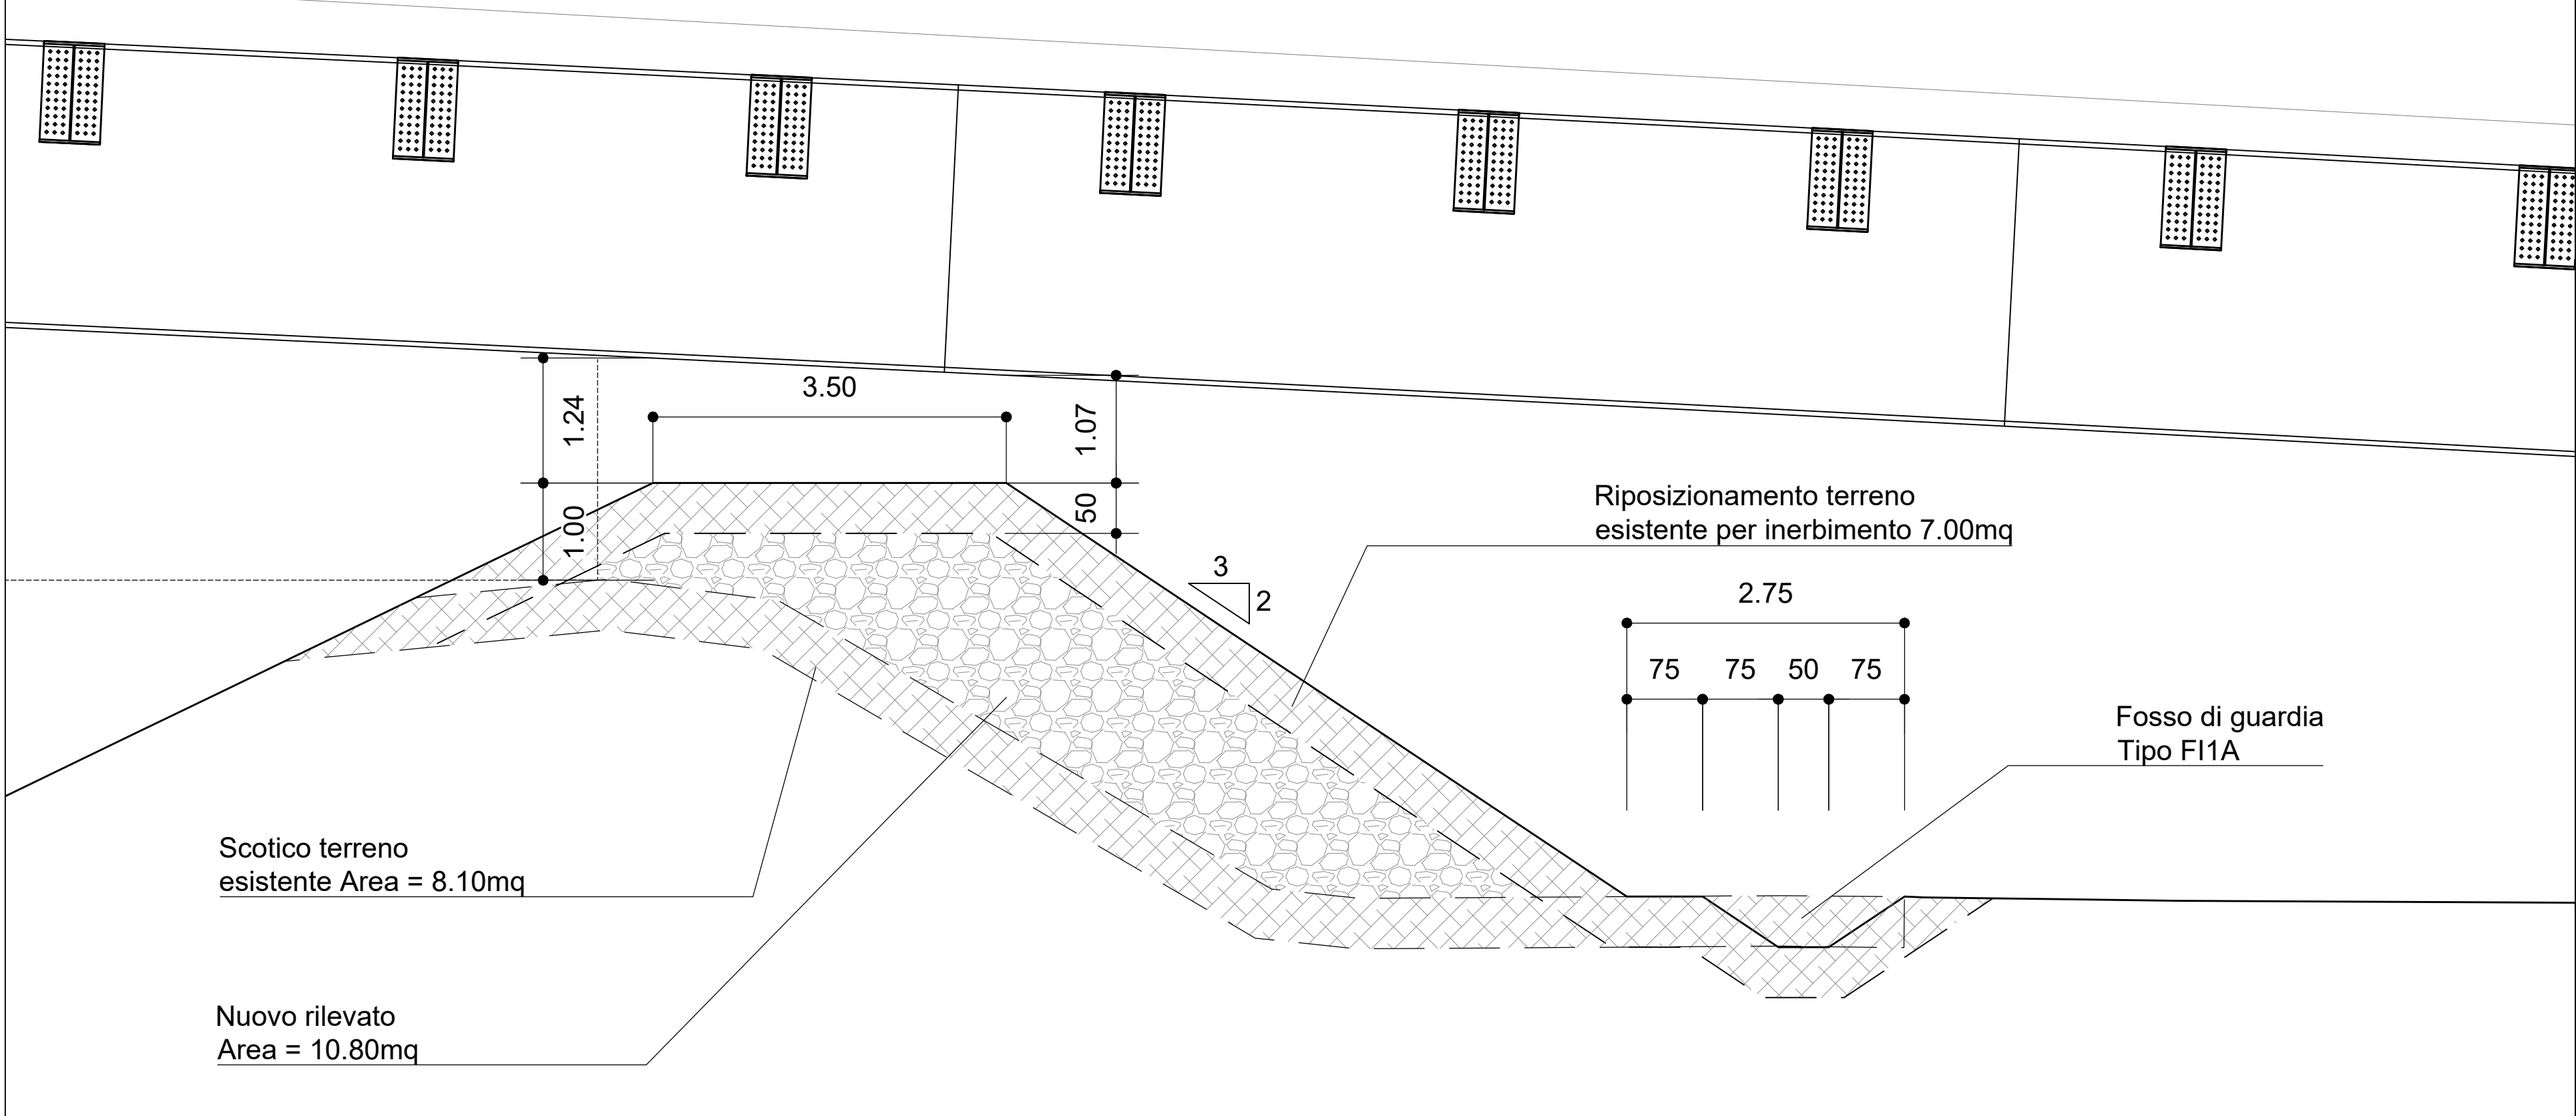 3.50
1.24
1.07
1.00
50
Riposizionamento terreno
esistente per inerbimento 7.00mq
3
2
2.75
75
75
50
75
Fosso di guardia
Tipo FI1A
Scotico terreno
esistente Area = 8.10mq
Nuovo rilevato
Area = 10.80mq